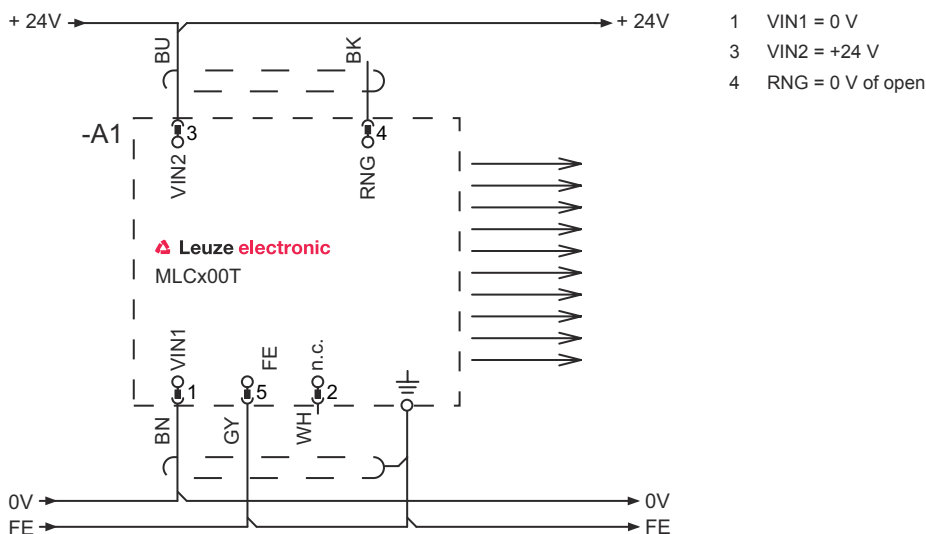 + 24V
+ 24V
1 VIN1 = 0 V
3 VIN2 = +24 V
4 RNG = 0 V of open
BU
BK
-A1
3
4
VIN2
RNG
Leuze electronic
MLCx00T
VIN1
FE
n.c.
1
5
2
BN
GY
WH
0V
0V
FE
FE